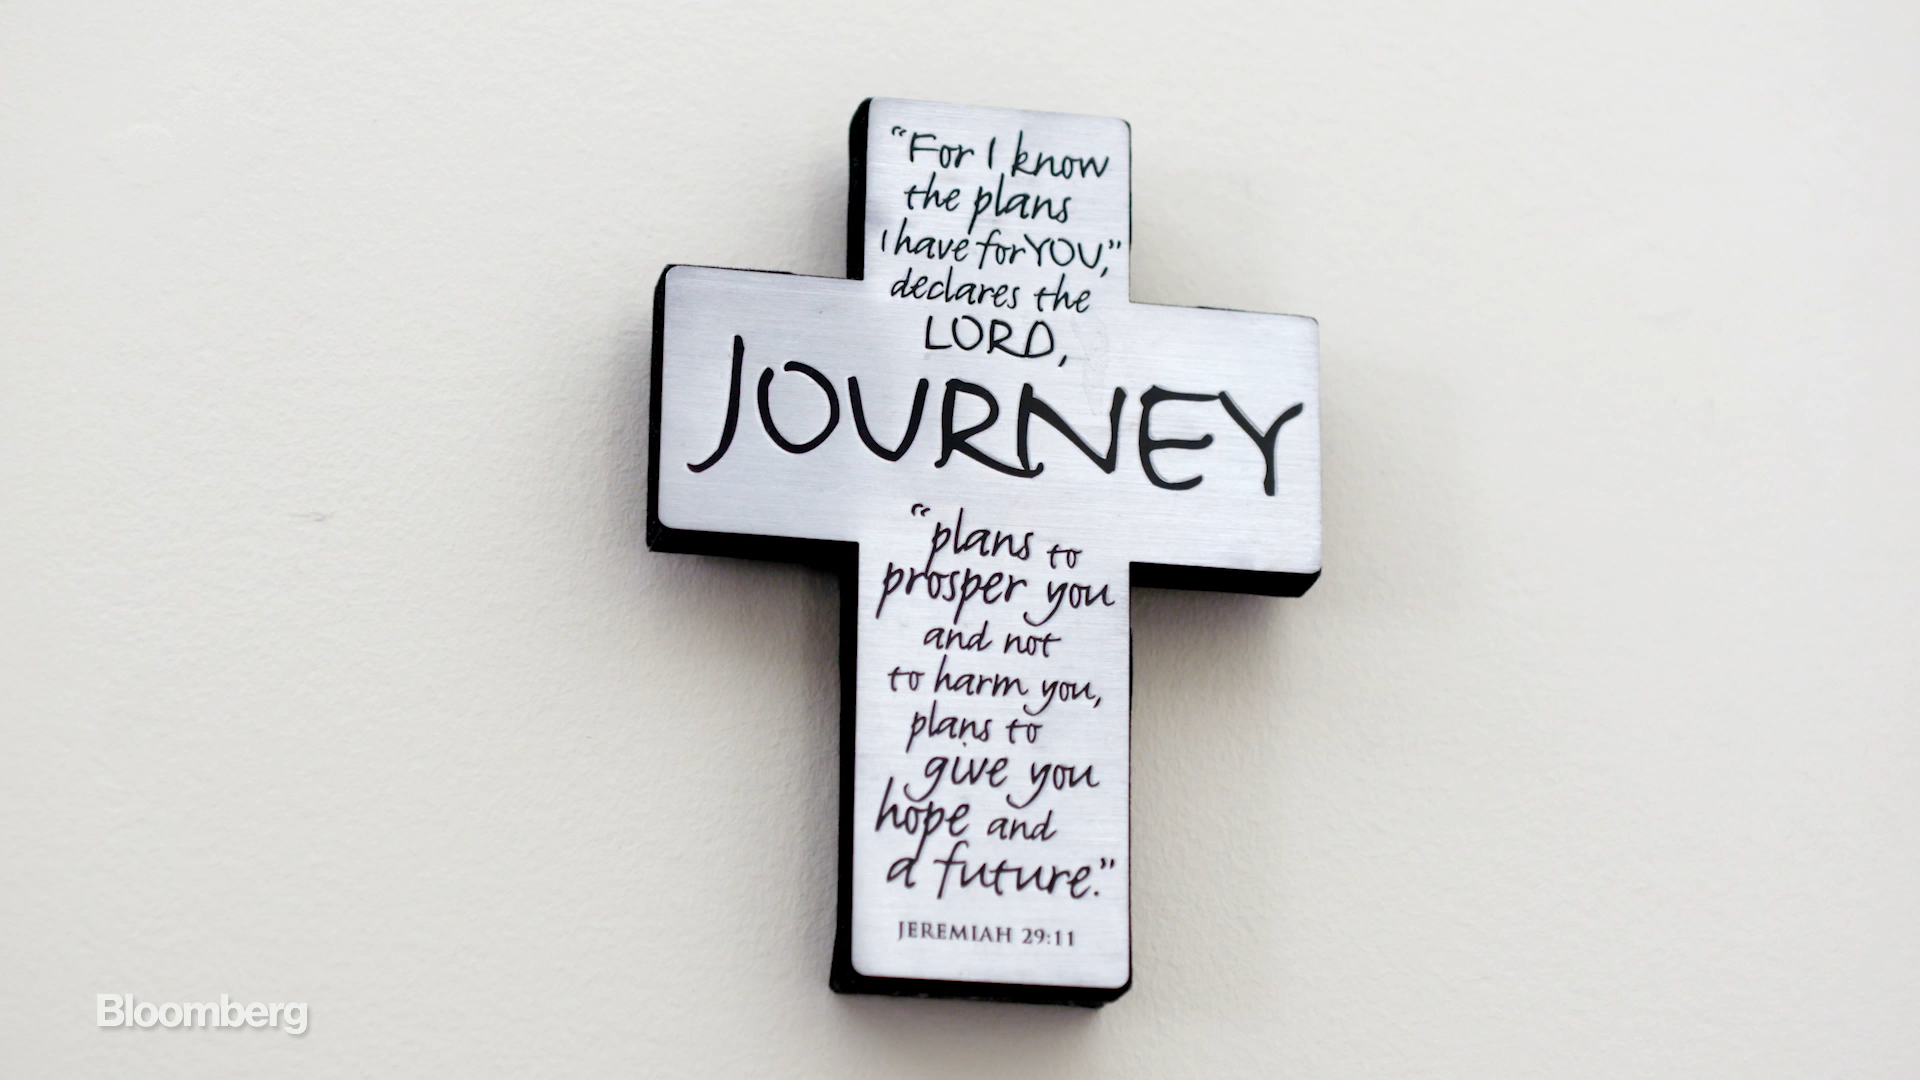 “For I know
the plans
I have for YOU,”
declares the
LORD,
JOURNEY
“plans to
prosper you
and not
to harm you,
plans to
give you
hope and
a future.”
JEREMIAH 29:11
Bloomberg